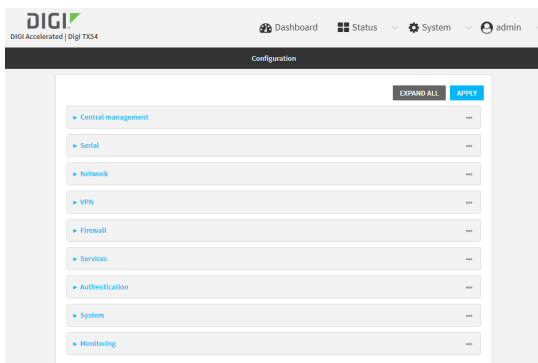 DIGI
DIGI Accelerated | Digi TX54
Dashboard Status System admin
Configuration
EXPAND ALL APPLY
Central management
Serial
Network
VPN
Firewall
Services
Authentication
System
Monitoring